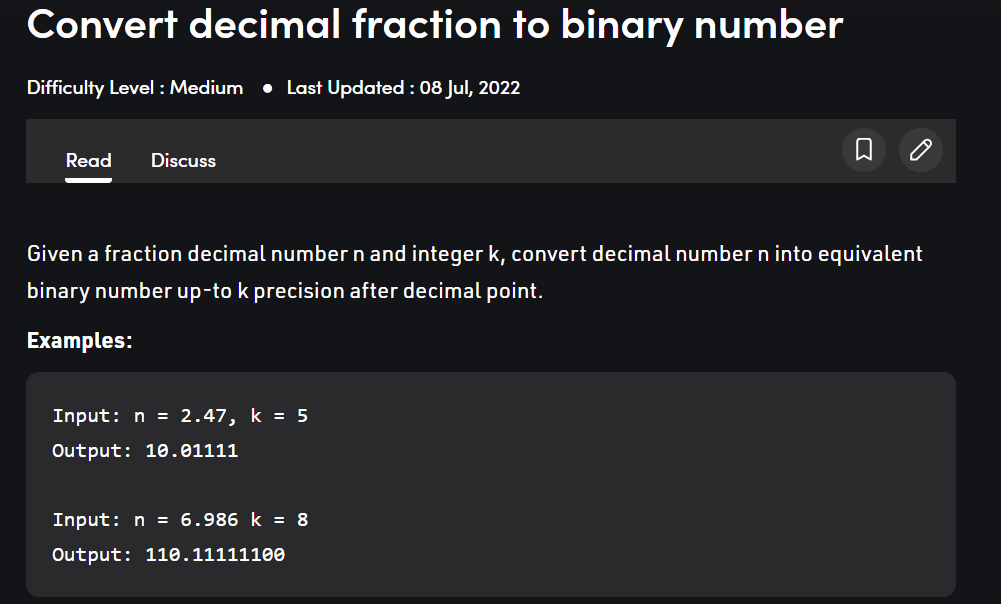 Convert decimal fraction to binary number
Difficulty Level : Medium ● Last Updated : 08 Jul, 2022
Read Discuss
Given a fraction decimal number n and integer k, convert decimal number n into equivalent
binary number up-to k precision after decimal point.
Examples:
Input: n = 2.47, k = 5
Output: 10.01111
Input: n = 6.986 k = 8
Output: 110.11111100